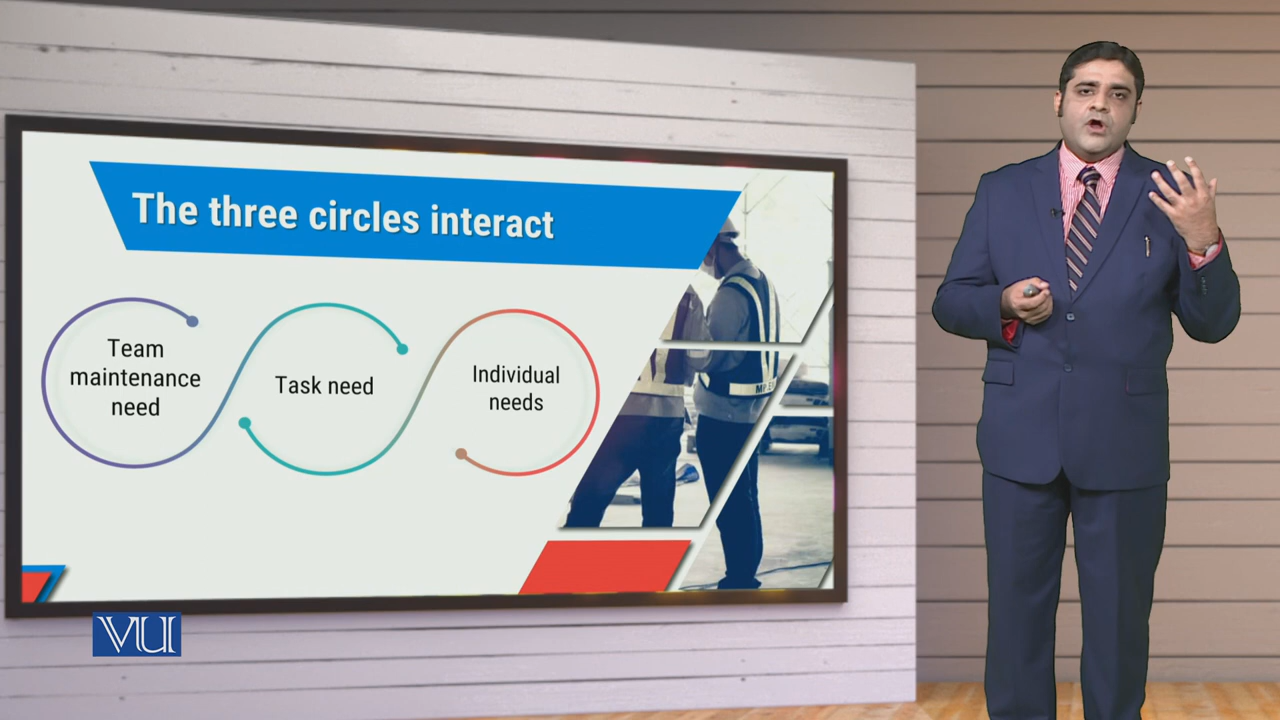 The three circles interact
Team
maintenance
need
Task need
Individual
needs
VU